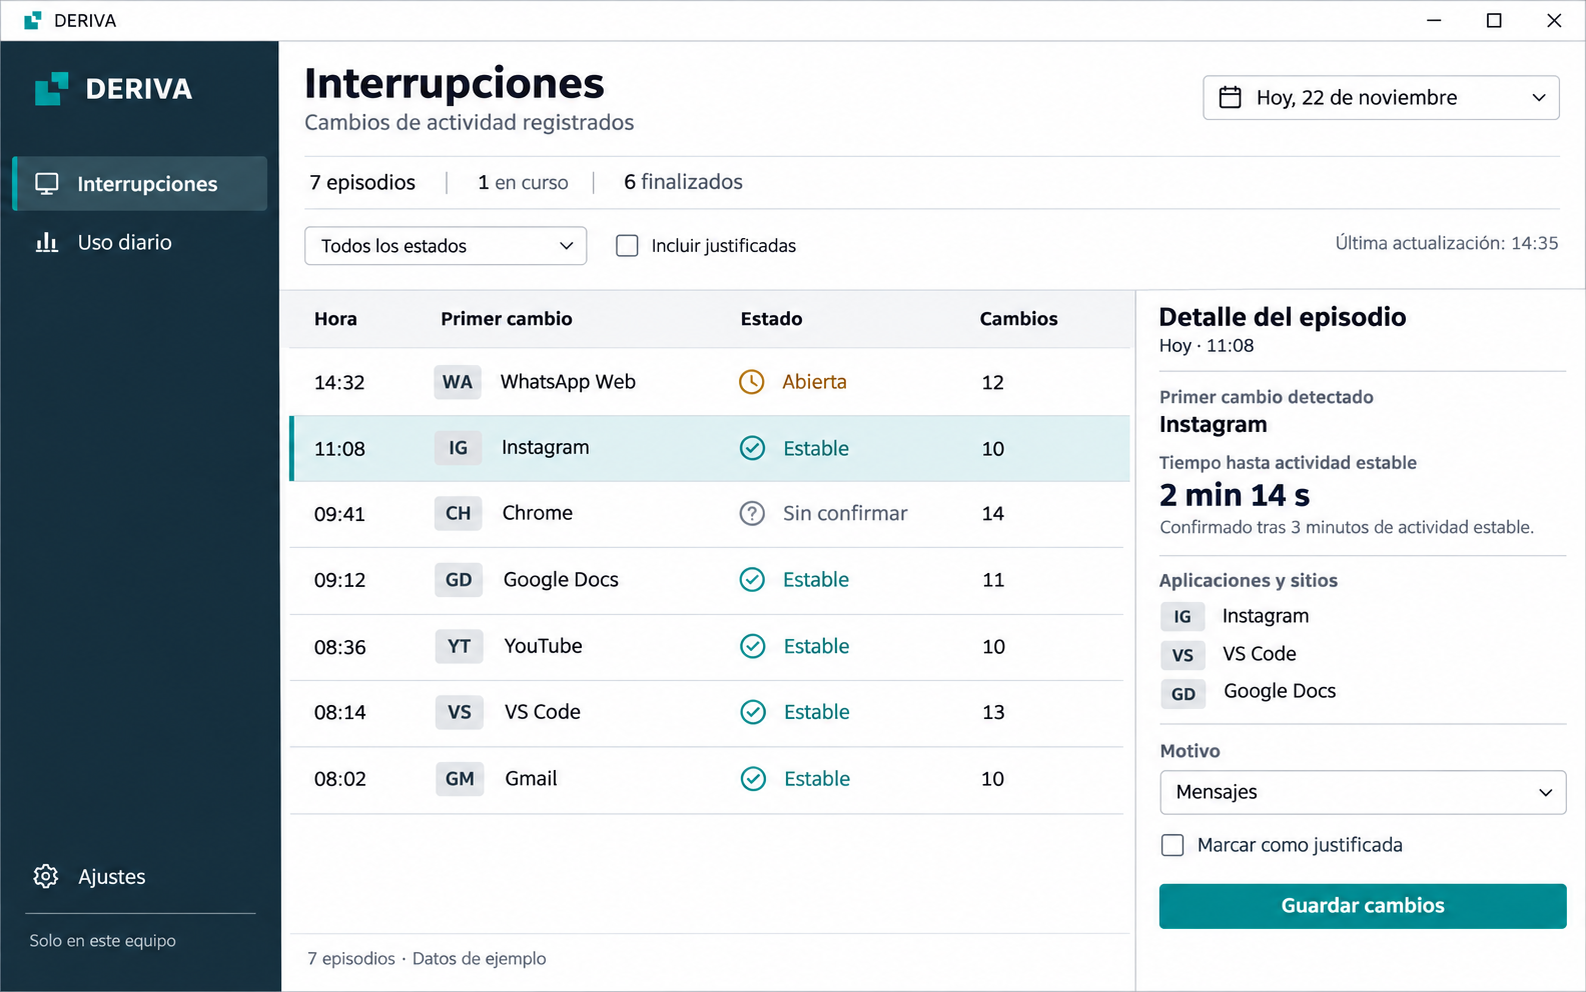 DERIVA
DERIVA
Interrupciones
Uso diario
Ajustes
Solo en este equipo
Interrupciones
Cambios de actividad registrados
Hoy, 22 de noviembre
7 episodios | 1 en curso | 6 finalizados
Todos los estados
Incluir justificadas
Última actualización: 14:35
Hora Primer cambio Estado Cambios
14:32 WA WhatsApp Web Abierta 12
11:08 IG Instagram Estable 10
09:41 CH Chrome Sin confirmar 14
09:12 GD Google Docs Estable 11
08:36 YT YouTube Estable 10
08:14 VS VS Code Estable 13
08:02 GM Gmail Estable 10
7 episodios · Datos de ejemplo
Detalle del episodio
Hoy · 11:08
Primer cambio detectado
Instagram
Tiempo hasta actividad estable
2 min 14 s
Confirmado tras 3 minutos de actividad estable.
Aplicaciones y sitios
IG Instagram
VS VS Code
GD Google Docs
Motivo
Mensajes
Marcar como justificada
Guardar cambios